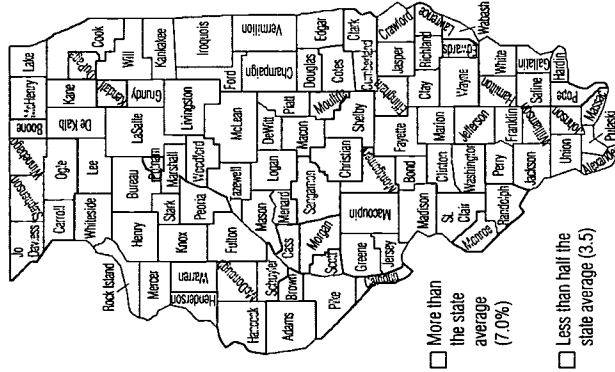 Jo Daviess
Stephenson
Winnebago
Boone
McHenry
Lake
Carroll
Ogle
De Kalb
Kane
Cook
Du Page
Whiteside
Lee
Kendall
Will
Rock Island
Henry
Bureau
LaSalle
Grundy
Kankakee
Mercer
Putnam
Stark
Marshall
Livingston
Iroquois
Henderson
Warren
Knox
Peoria
Woodford
Ford
Hancock
McDonough
Fulton
Tazewell
McLean
Vermilion
Schuyler
Mason
Logan
DeWitt
Champaign
Adams
Brown
Cass
Menard
Piatt
Macon
Douglas
Edgar
Pike
Scott
Morgan
Sangamon
Christian
Moultrie
Coles
Clark
Shelby
Cumberland
Greene
Macoupin
Montgomery
Calhoun
Jersey
Fayette
Effingham
Jasper
Crawford
Madison
Bond
Clay
Richland
Lawrence
Wabash
St. Clair
Clinton
Marion
Wayne
Edwards
Monroe
Washington
Jefferson
Hamilton
White
Randolph
Perry
Franklin
Jackson
Williamson
Saline
Gallatin
Union
Johnson
Pope
Hardin
Alexander
Pulaski
Massac
More than
the state
average
(7.0%)
Less than half the
state average (3.5)